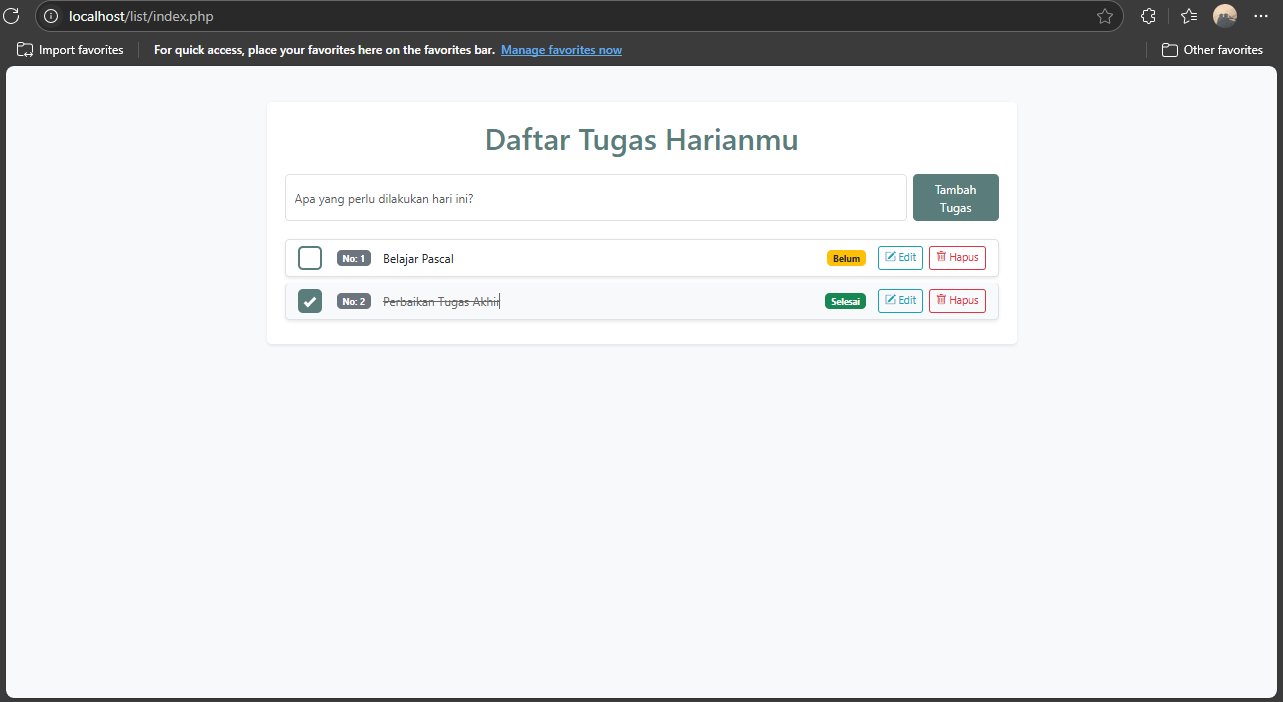 localhost/list/index.php
Import favorites For quick access, place your favorites here on the favorites bar. Manage favorites now Other favorites
Daftar Tugas Harianmu
Apa yang perlu dilakukan hari ini?
Tambah
Tugas
No: 1 Belajar Pascal Belum Edit Hapus
No: 2 Perbaikan Tugas Akhir Selesai Edit Hapus